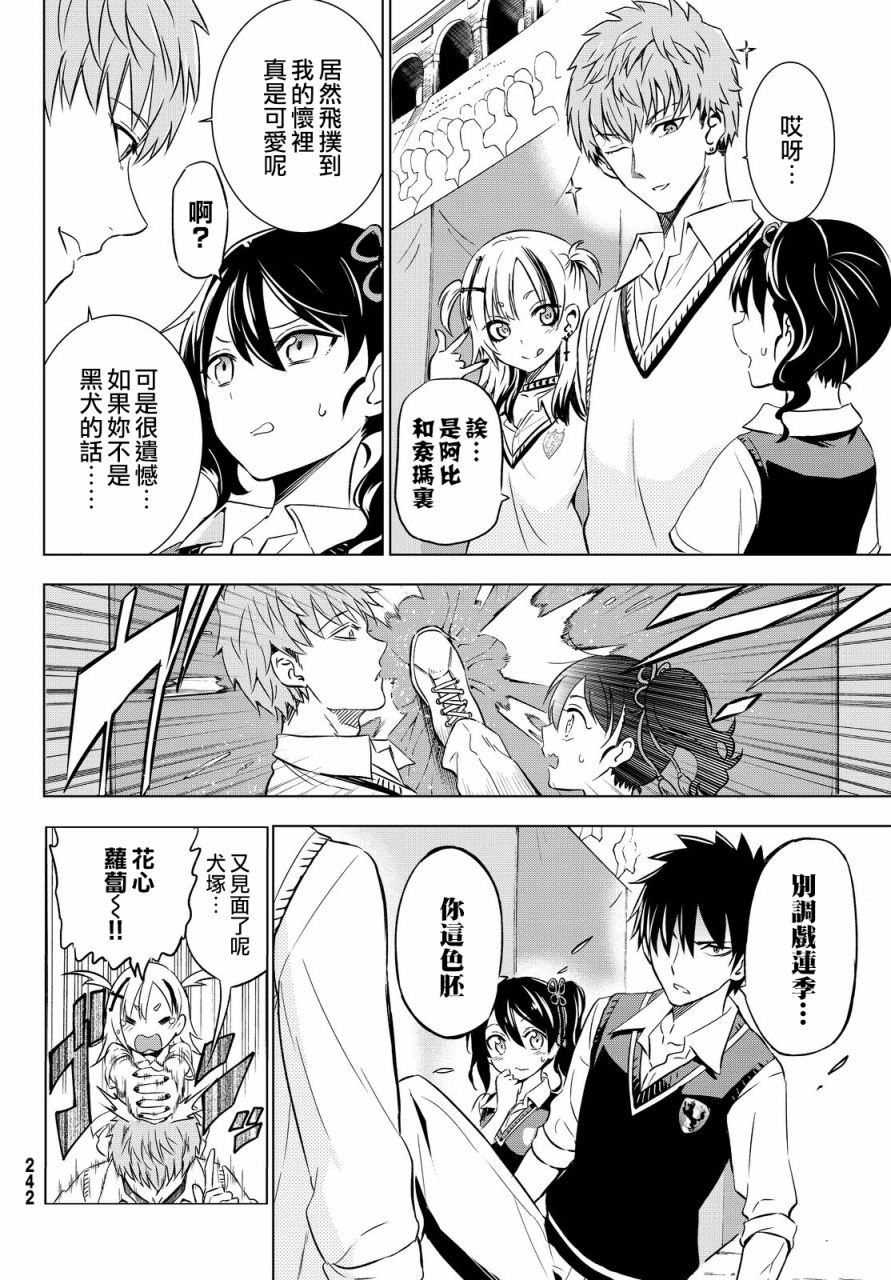 哎呀…
誒…
是阿比
和索瑪裏
居然飛撲到
我的懷裡
真是可愛呢
啊?
可是很遺憾…
如果妳不是
黑犬的話……
別調戲蓮季…
你這色胚
又見面了呢
犬塚…
花心
蘿蔔～!!
242